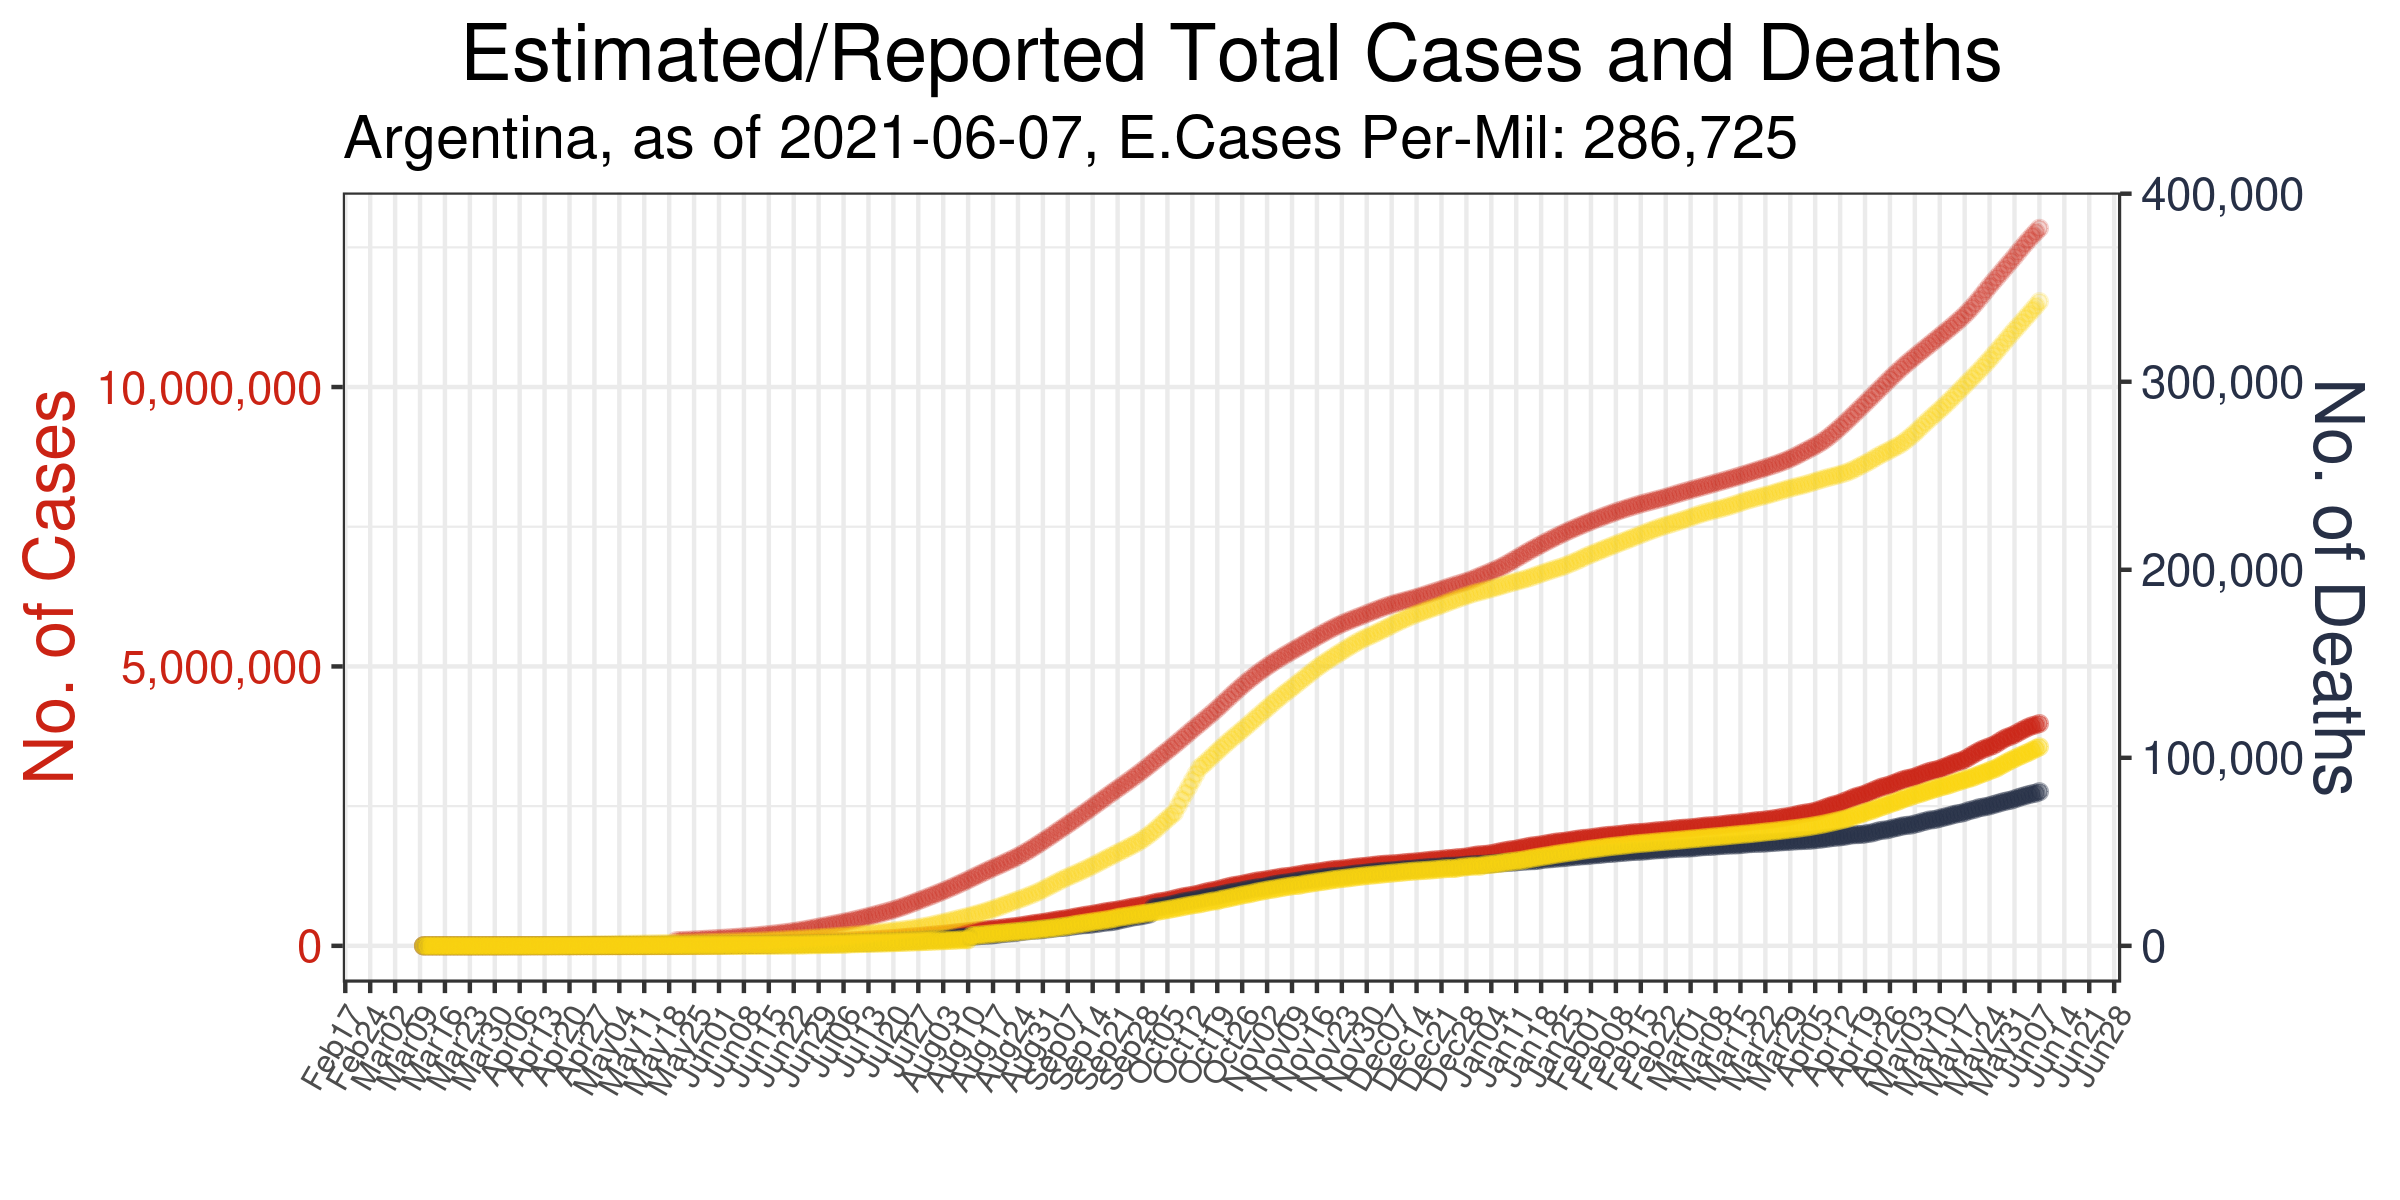 Estimated/Reported Total Cases and Deaths
Argentina, as of 2021-06-07, E.Cases Per-Mil: 286,725
No. of Cases
10,000,000
5,000,000
0
400,000
300,000
200,000
100,000
0
No. of Deaths
Feb17
Feb24
Mar02
Mar09
Mar16
Mar23
Mar30
Apr06
Apr13
Apr20
Apr27
May04
May11
May18
May25
Jun01
Jun08
Jun15
Jun22
Jun29
Jul06
Jul13
Jul20
Jul27
Aug03
Aug10
Aug17
Aug24
Aug31
Sep07
Sep14
Sep21
Sep28
Oct05
Oct12
Oct19
Oct26
Nov02
Nov09
Nov16
Nov23
Nov30
Dec07
Dec14
Dec21
Dec28
Jan04
Jan11
Jan18
Jan25
Feb01
Feb08
Feb15
Feb22
Mar01
Mar08
Mar15
Mar22
Mar29
Apr05
Apr12
Apr19
Apr26
May03
May10
May17
May24
May31
Jun07
Jun14
Jun21
Jun28